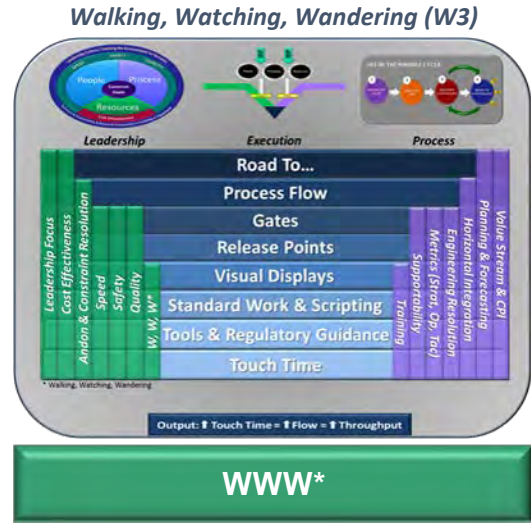 Walking, Watching, Wandering (W3)
People
Process
Resources
Leadership
Execution
Process
Road To...
Process Flow
Gates
Release Points
Visual Displays
Standard Work & Scripting
Tools & Regulatory Guidance
Touch Time
Leadership Focus
Cost Effectiveness
Andon & Constraint Resolution
Speed
Safety
Quality
W, W, W*
Training
Supportability
Metrics (Strat, Op, Tac)
Engineering Resolution
Horizontal Integration
Planning & Forecasting
Value Stream & CPI
* Walking, Watching, Wandering
Output: ⬆ Touch Time = ⬆ Flow = ⬆ Throughput
WWW*